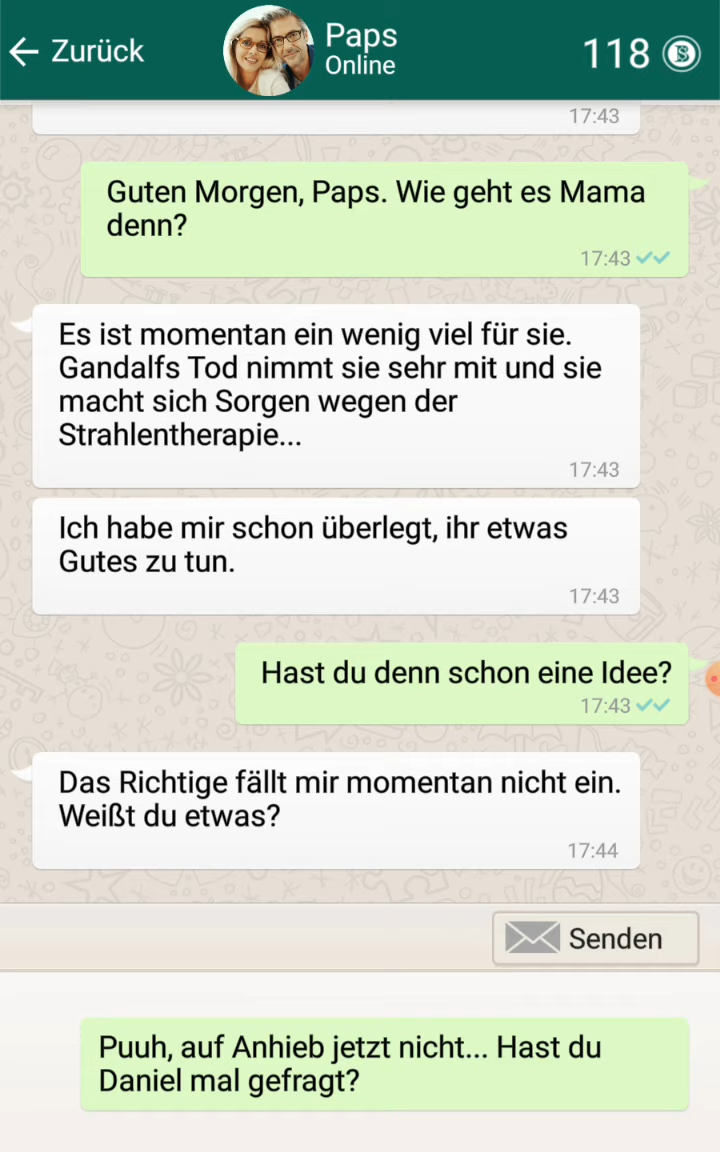 Zurück
Paps
Online
118
17:43
Guten Morgen, Paps. Wie geht es Mama
denn?
17:43
Es ist momentan ein wenig viel für sie.
Gandalfs Tod nimmt sie sehr mit und sie
macht sich Sorgen wegen der
Strahlentherapie...
17:43
Ich habe mir schon überlegt, ihr etwas
Gutes zu tun.
17:43
Hast du denn schon eine Idee?
17:43
Das Richtige fällt mir momentan nicht ein.
Weißt du etwas?
17:44
Senden
Puuh, auf Anhieb jetzt nicht... Hast du
Daniel mal gefragt?